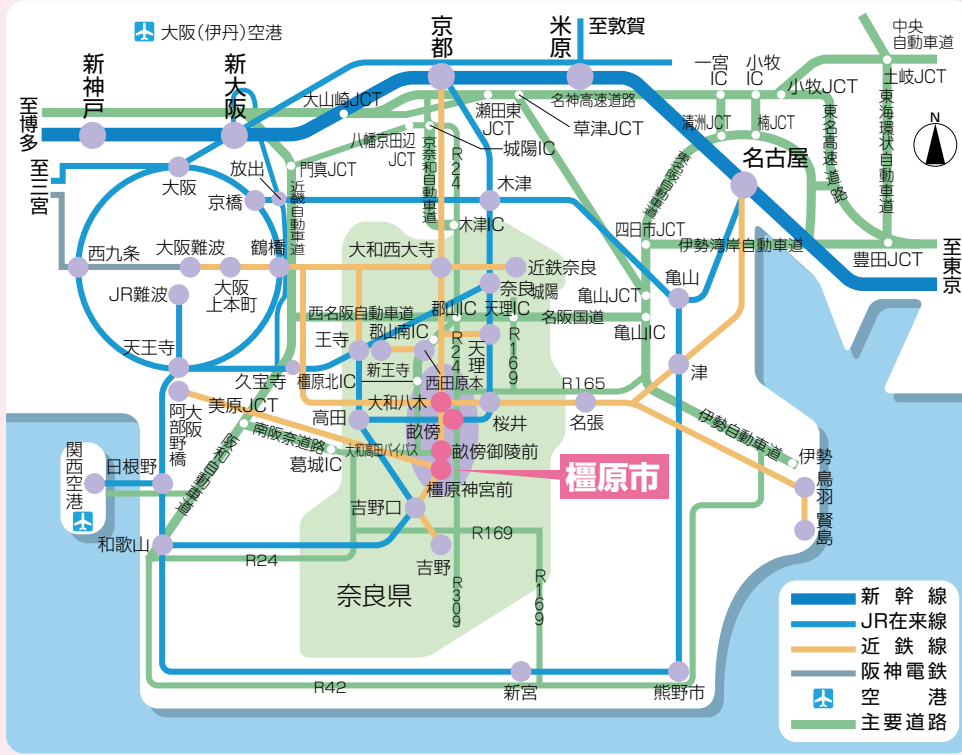 大阪(伊丹)空港
京都
米原
至敦賀
中央
自動車道
新神戸
新大阪
一宮
IC
小牧
IC
小牧JCT
土岐JCT
至博多
大山崎JCT
瀬田東
JCT
名神高速道路
草津JCT
清洲JCT
楠JCT
東名高速道路
東海環状自動車道
N
至三宮
八幡京田辺
JCT
城陽IC
京奈和自動車道
R24
東名阪自動車道
名古屋
放出
門真JCT
近畿自動車道
大阪
京橋
木津
木津IC
四日市JCT
伊勢湾岸自動車道
豊田JCT
至東京
西九条
大阪難波
鶴橋
大和西大寺
近鉄奈良
JR難波
大阪
上本町
奈良
城陽
天理IC
亀山
亀山JCT
西名阪自動車道
郡山IC
名阪国道
亀山IC
天王寺
王寺
郡山南IC
R24
天理
R169
久宝寺
新王寺
橿原北IC
西田原本
R165
津
大阪
阿部野橋
美原JCT
大和八木
高田
畝傍
桜井
名張
伊勢自動車道
南阪奈道路
大和高田バイパス
葛城IC
畝傍御陵前
伊勢
関西空港
日根野
阪和自動車道
橿原神宮前
橿原市
鳥羽
吉野口
賢島
和歌山
R24
R169
吉野
奈良県
R309
R169
R42
新宮
熊野市
新幹線
JR在来線
近鉄線
阪神電鉄
空港
主要道路